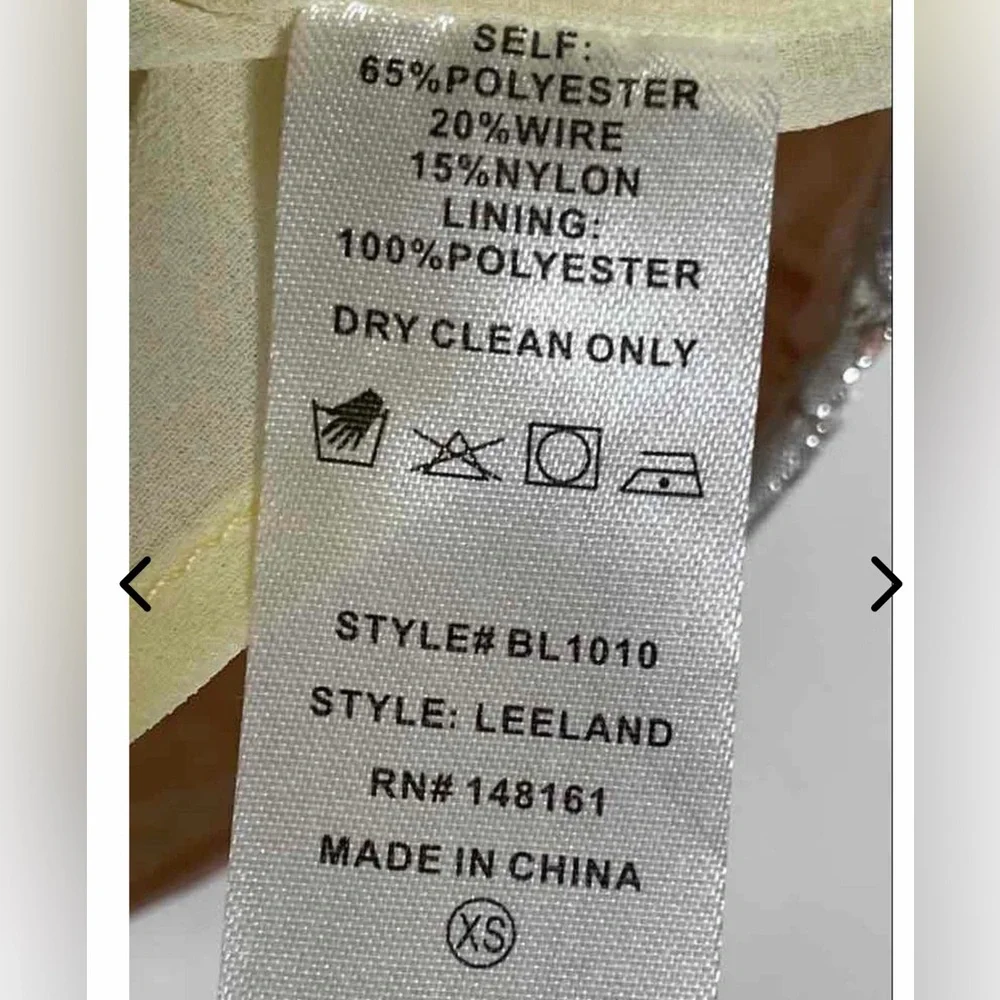 SELF:
65%POLYESTER
20%WIRE
15%NYLON
LINING:
100%POLYESTER
DRY CLEAN ONLY
STYLE# BL1010
STYLE: LEELAND
RN# 148161
MADE IN CHINA
XS